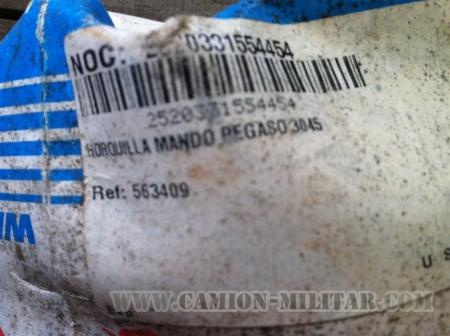 NOC: 0331554454
2520331554454
HORQUILLA MANDO PEGASO 3045
Ref: 563409
U S
WWW.CAMION-MILITAR.COM